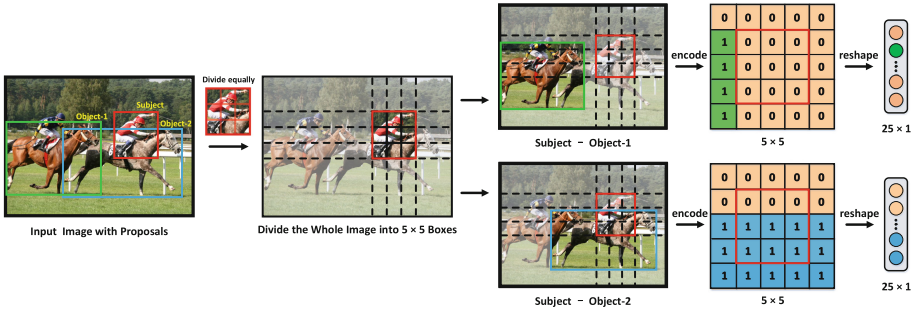 Object-1
Subject
Object-2
Input Image with Proposals
Divide equally
Divide the Whole Image into 5 × 5 Boxes
Subject – Object-1
encode
0 0 0 0 0
1 0 0 0 0
1 0 0 0 0
1 0 0 0 0
1 0 0 0 0
5 × 5
reshape
25 × 1
Subject – Object-2
encode
0 0 0 0 0
0 0 0 0 0
1 1 1 1 1
1 1 1 1 1
1 1 1 1 1
5 × 5
reshape
25 × 1